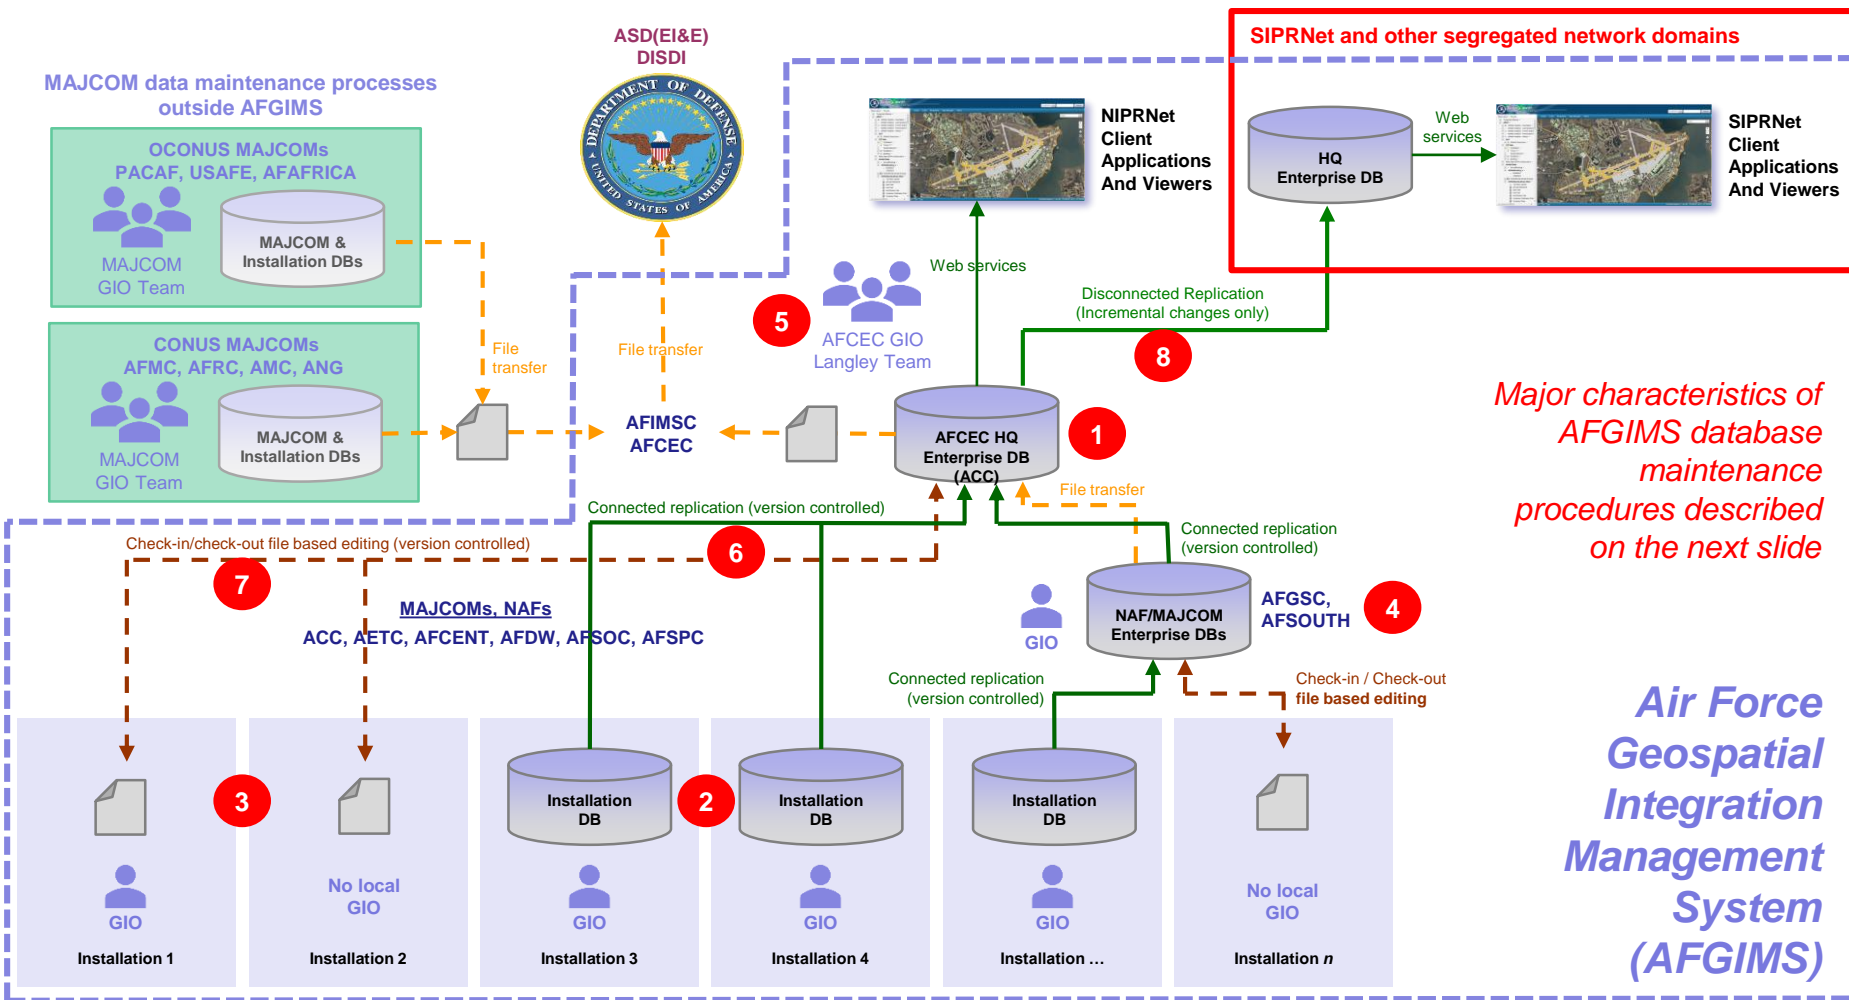 ASD(EI&E)
DISDI
SIPRNet and other segregated network domains
MAJCOM data maintenance processes
outside AFGIMS
DEPARTMENT OF DEFENSE
UNITED STATES OF AMERICA
OCONUS MAJCOMs
PACAF, USAFE, AFAFRICA
MAJCOM &
Installation DBs
MAJCOM
GIO Team
NIPRNet
Client
Applications
And Viewers
HQ
Enterprise DB
Web
services
SIPRNet
Client
Applications
And Viewers
CONUS MAJCOMs
AFMC, AFRC, AMC, ANG
MAJCOM &
Installation DBs
MAJCOM
GIO Team
File
transfer
File transfer
5
AFCEC GIO
Langley Team
Web services
Disconnected Replication
(Incremental changes only)
8
AFIMSC
AFCEC
AFCEC HQ
Enterprise DB
(ACC)
1
Major characteristics of
AFGIMS database
maintenance
procedures described
on the next slide
File transfer
Connected replication (version controlled)
Connected replication
(version controlled)
Check-in/check-out file based editing (version controlled)
6
7
MAJCOMs, NAFs
ACC, AETC, AFCENT, AFDW, AFSOC, AFSPC
GIO
NAF/MAJCOM
Enterprise DBs
AFGSC,
AFSOUTH
4
Connected replication
(version controlled)
Check-in / Check-out
file based editing
Air Force
Geospatial
Integration
Management
System
(AFGIMS)
3
Installation
DB
2
Installation
DB
Installation
DB
GIO
No local
GIO
GIO
GIO
GIO
No local
GIO
Installation 1
Installation 2
Installation 3
Installation 4
Installation …
Installation n